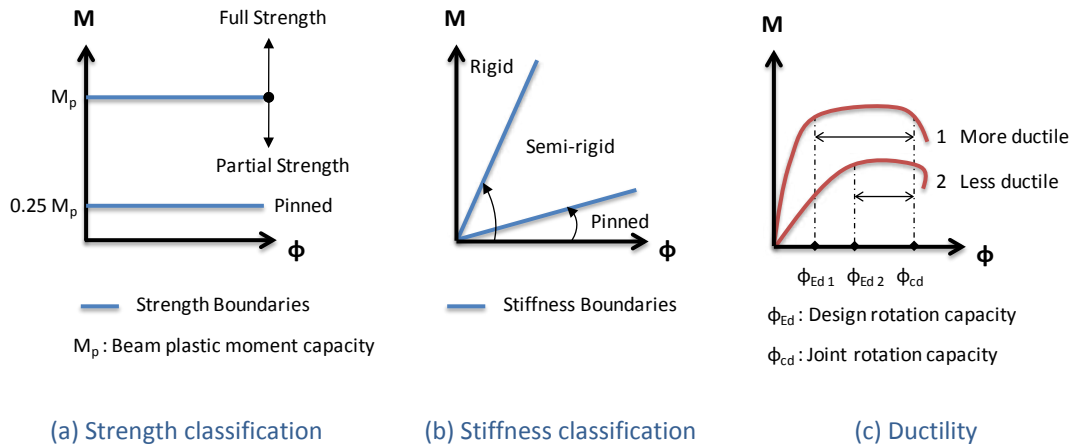 M
Full Strength
Mp
Partial Strength
0.25 Mp
Pinned
ϕ
Strength Boundaries
Mp : Beam plastic moment capacity
(a) Strength classification
M
Rigid
Semi-rigid
Pinned
ϕ
Stiffness Boundaries
(b) Stiffness classification
M
1 More ductile
2 Less ductile
ϕ
ϕEd 1
ϕEd 2
ϕcd
ϕEd : Design rotation capacity
ϕcd : Joint rotation capacity
(c) Ductility